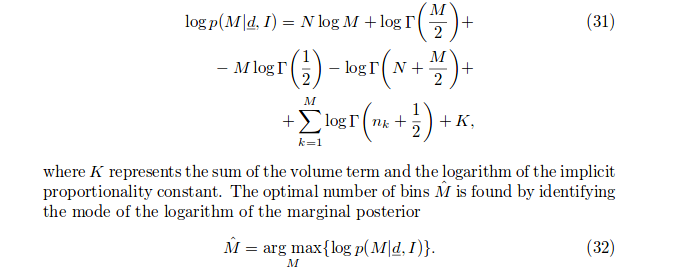 log p(M|d, I) = N log M + log Γ(M/2) + (31)
− M log Γ(1/2) − log Γ(N + M/2) +
+ ∑_{k=1}^{M} log Γ(n_k + 1/2) + K,
where K represents the sum of the volume term and the logarithm of the implicit
proportionality constant. The optimal number of bins M̂ is found by identifying
the mode of the logarithm of the marginal posterior
M̂ = arg max_M {log p(M|d, I)}. (32)